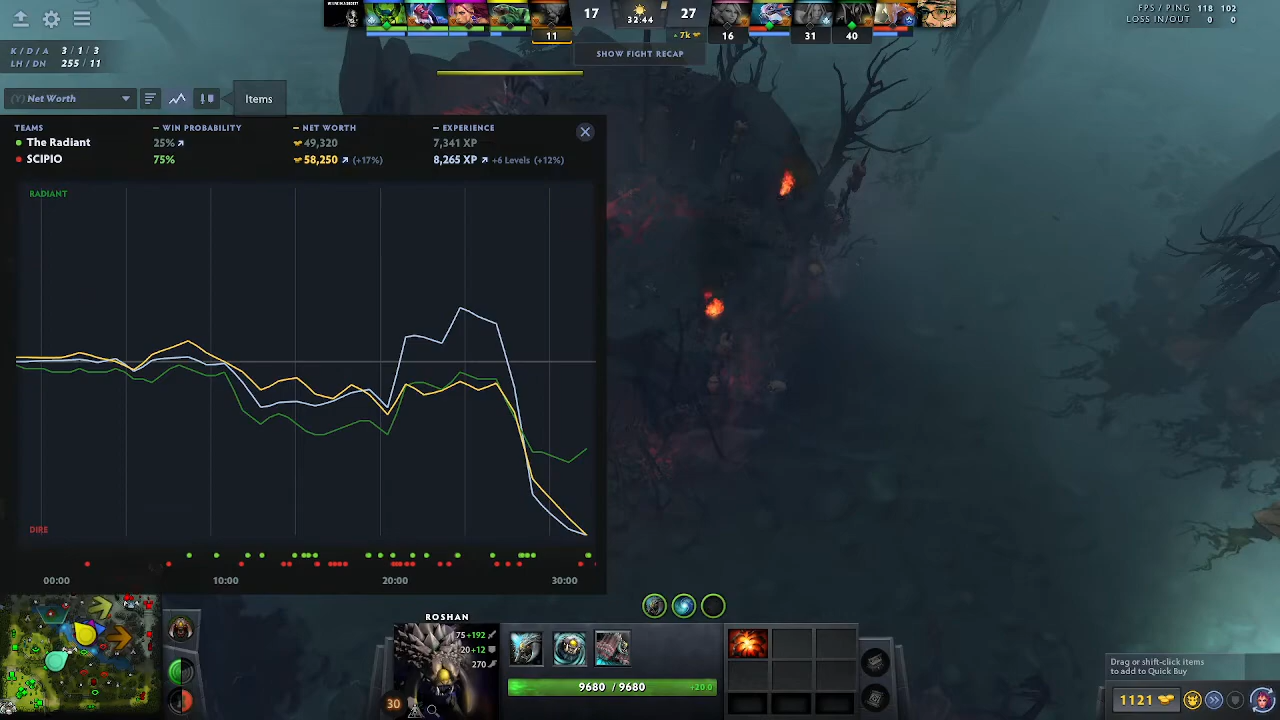 17
32:44
27
FPS / PING 118 102
LOSS IN/OUT 0 0
11
7k
16
31
40
K / D / A 3 / 1 / 3
LH / DN 255 / 11
SHOW FIGHT RECAP
(Y) Net Worth
Items
TEAMS
WIN PROBABILITY
NET WORTH
EXPERIENCE
The Radiant
25%
49,320
7,341 XP
SCIPIO
75%
58,250 (+17%)
8,265 XP +6 Levels (+12%)
RADIANT
DIRE
00:00
10:00
20:00
30:00
ROSHAN
75+192
20+12
270
30
9680 / 9680
+20.0
Drag or shift-click items
to add to Quick Buy
1121